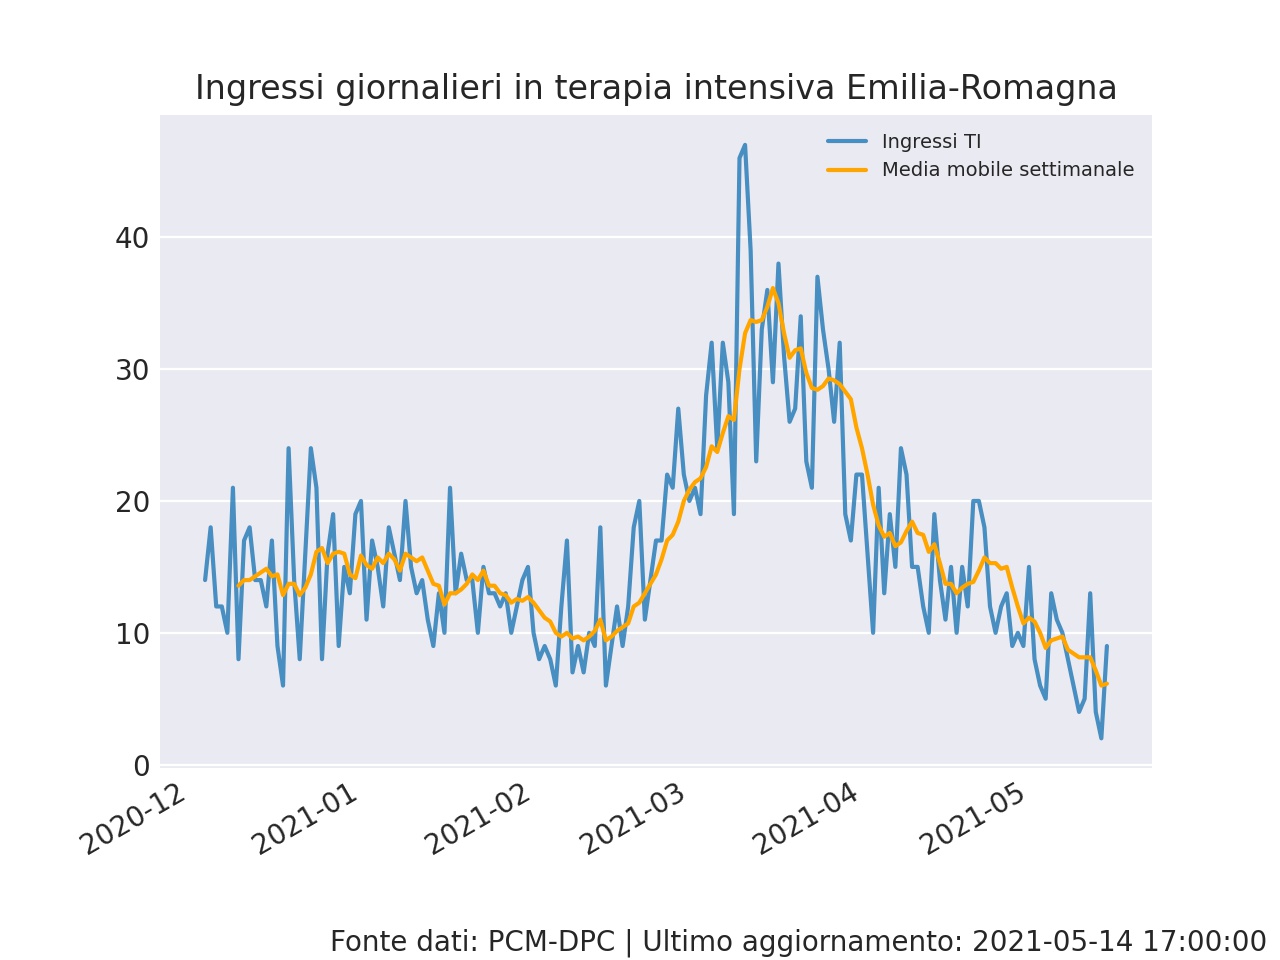 Ingressi giornalieri in terapia intensiva Emilia-Romagna
Ingressi TI
Media mobile settimanale
40
30
20
10
0
2020-12
2021-01
2021-02
2021-03
2021-04
2021-05
Fonte dati: PCM-DPC | Ultimo aggiornamento: 2021-05-14 17:00:00